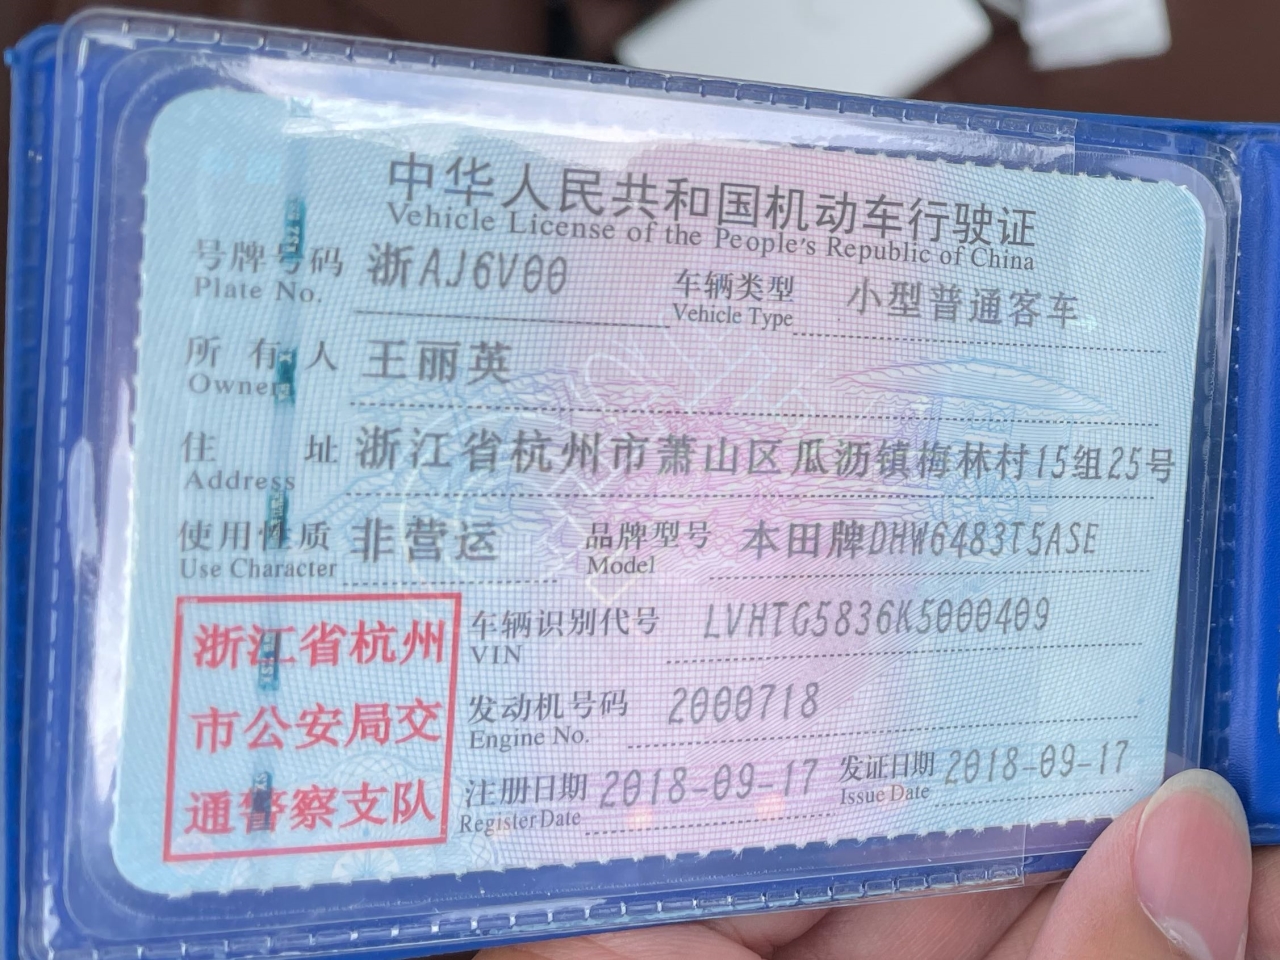 中华人民共和国机动车行驶证
Vehicle License of the People's Republic of China
号牌号码 浙AJ6V00 车辆类型 小型普通客车
Plate No. Vehicle Type
所有人 王丽英
Owner
住址 浙江省杭州市萧山区瓜沥镇梅林村15组25号
Address
使用性质 非营运 品牌型号 本田牌DHW6483T5ASE
Use Character Model
浙江省杭州
市公安局交
通警察支队
车辆识别代号 LVHTG5836K5000409
VIN
发动机号码 2000718
Engine No.
注册日期 2018-09-17 发证日期 2018-09-17
Register Date Issue Date